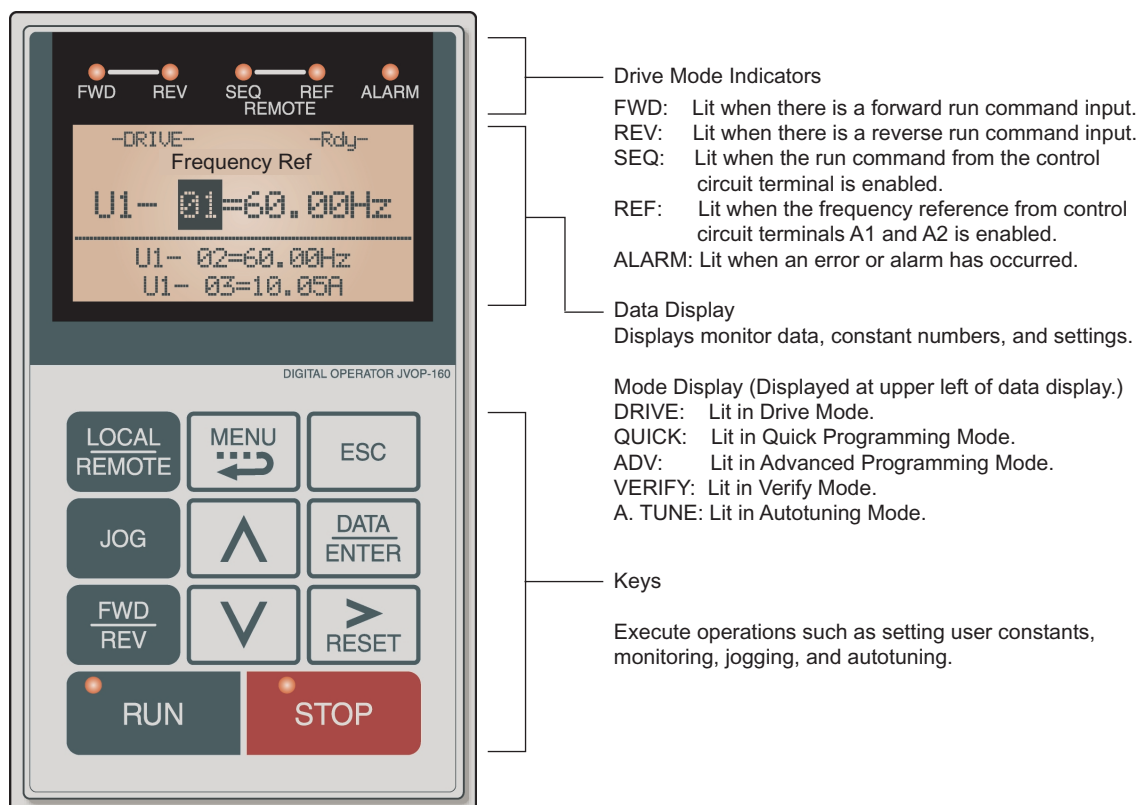 FWD REV SEQ REF ALARM
REMOTE
-DRIVE- -Rdy-
Frequency Ref
U1- 01=60.00Hz
U1- 02=60.00Hz
U1- 03=10.05A
DIGITAL OPERATOR JVOP-160
LOCAL
REMOTE
MENU
ESC
JOG
DATA
ENTER
FWD
REV
>
RESET
RUN
STOP
Drive Mode Indicators
FWD: Lit when there is a forward run command input.
REV: Lit when there is a reverse run command input.
SEQ: Lit when the run command from the control
circuit terminal is enabled.
REF: Lit when the frequency reference from control
circuit terminals A1 and A2 is enabled.
ALARM: Lit when an error or alarm has occurred.
Data Display
Displays monitor data, constant numbers, and settings.
Mode Display (Displayed at upper left of data display.)
DRIVE: Lit in Drive Mode.
QUICK: Lit in Quick Programming Mode.
ADV: Lit in Advanced Programming Mode.
VERIFY: Lit in Verify Mode.
A. TUNE: Lit in Autotuning Mode.
Keys
Execute operations such as setting user constants,
monitoring, jogging, and autotuning.